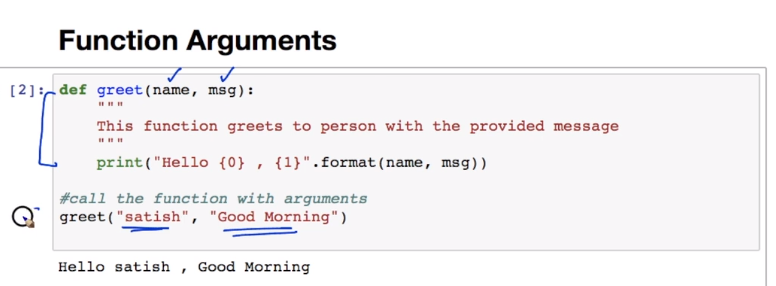 Function Arguments
[2]: def greet(name, msg):
"""
This function greets to person with the provided message
"""
print("Hello {0} , {1}".format(name, msg))
#call the function with arguments
greet("satish", "Good Morning")
Hello satish , Good Morning